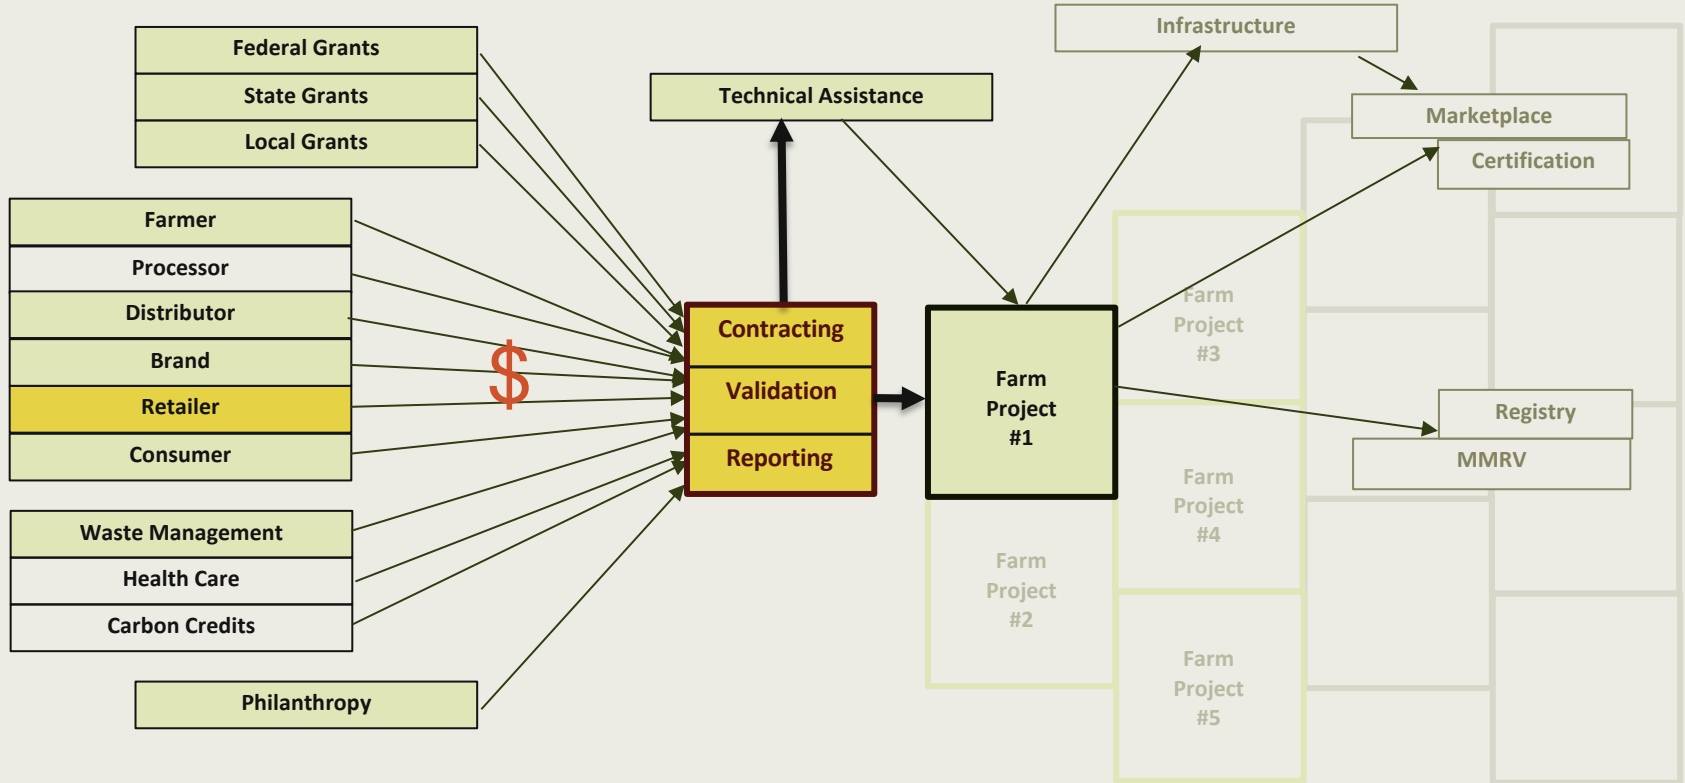 Federal Grants
State Grants
Local Grants
Farmer
Processor
Distributor
Brand
Retailer
Consumer
Waste Management
Health Care
Carbon Credits
Philanthropy
$
Technical Assistance
Contracting
Validation
Reporting
Farm
Project
#1
Farm
Project
#2
Farm
Project
#3
Farm
Project
#4
Farm
Project
#5
Infrastructure
Marketplace
Certification
Registry
MMRV